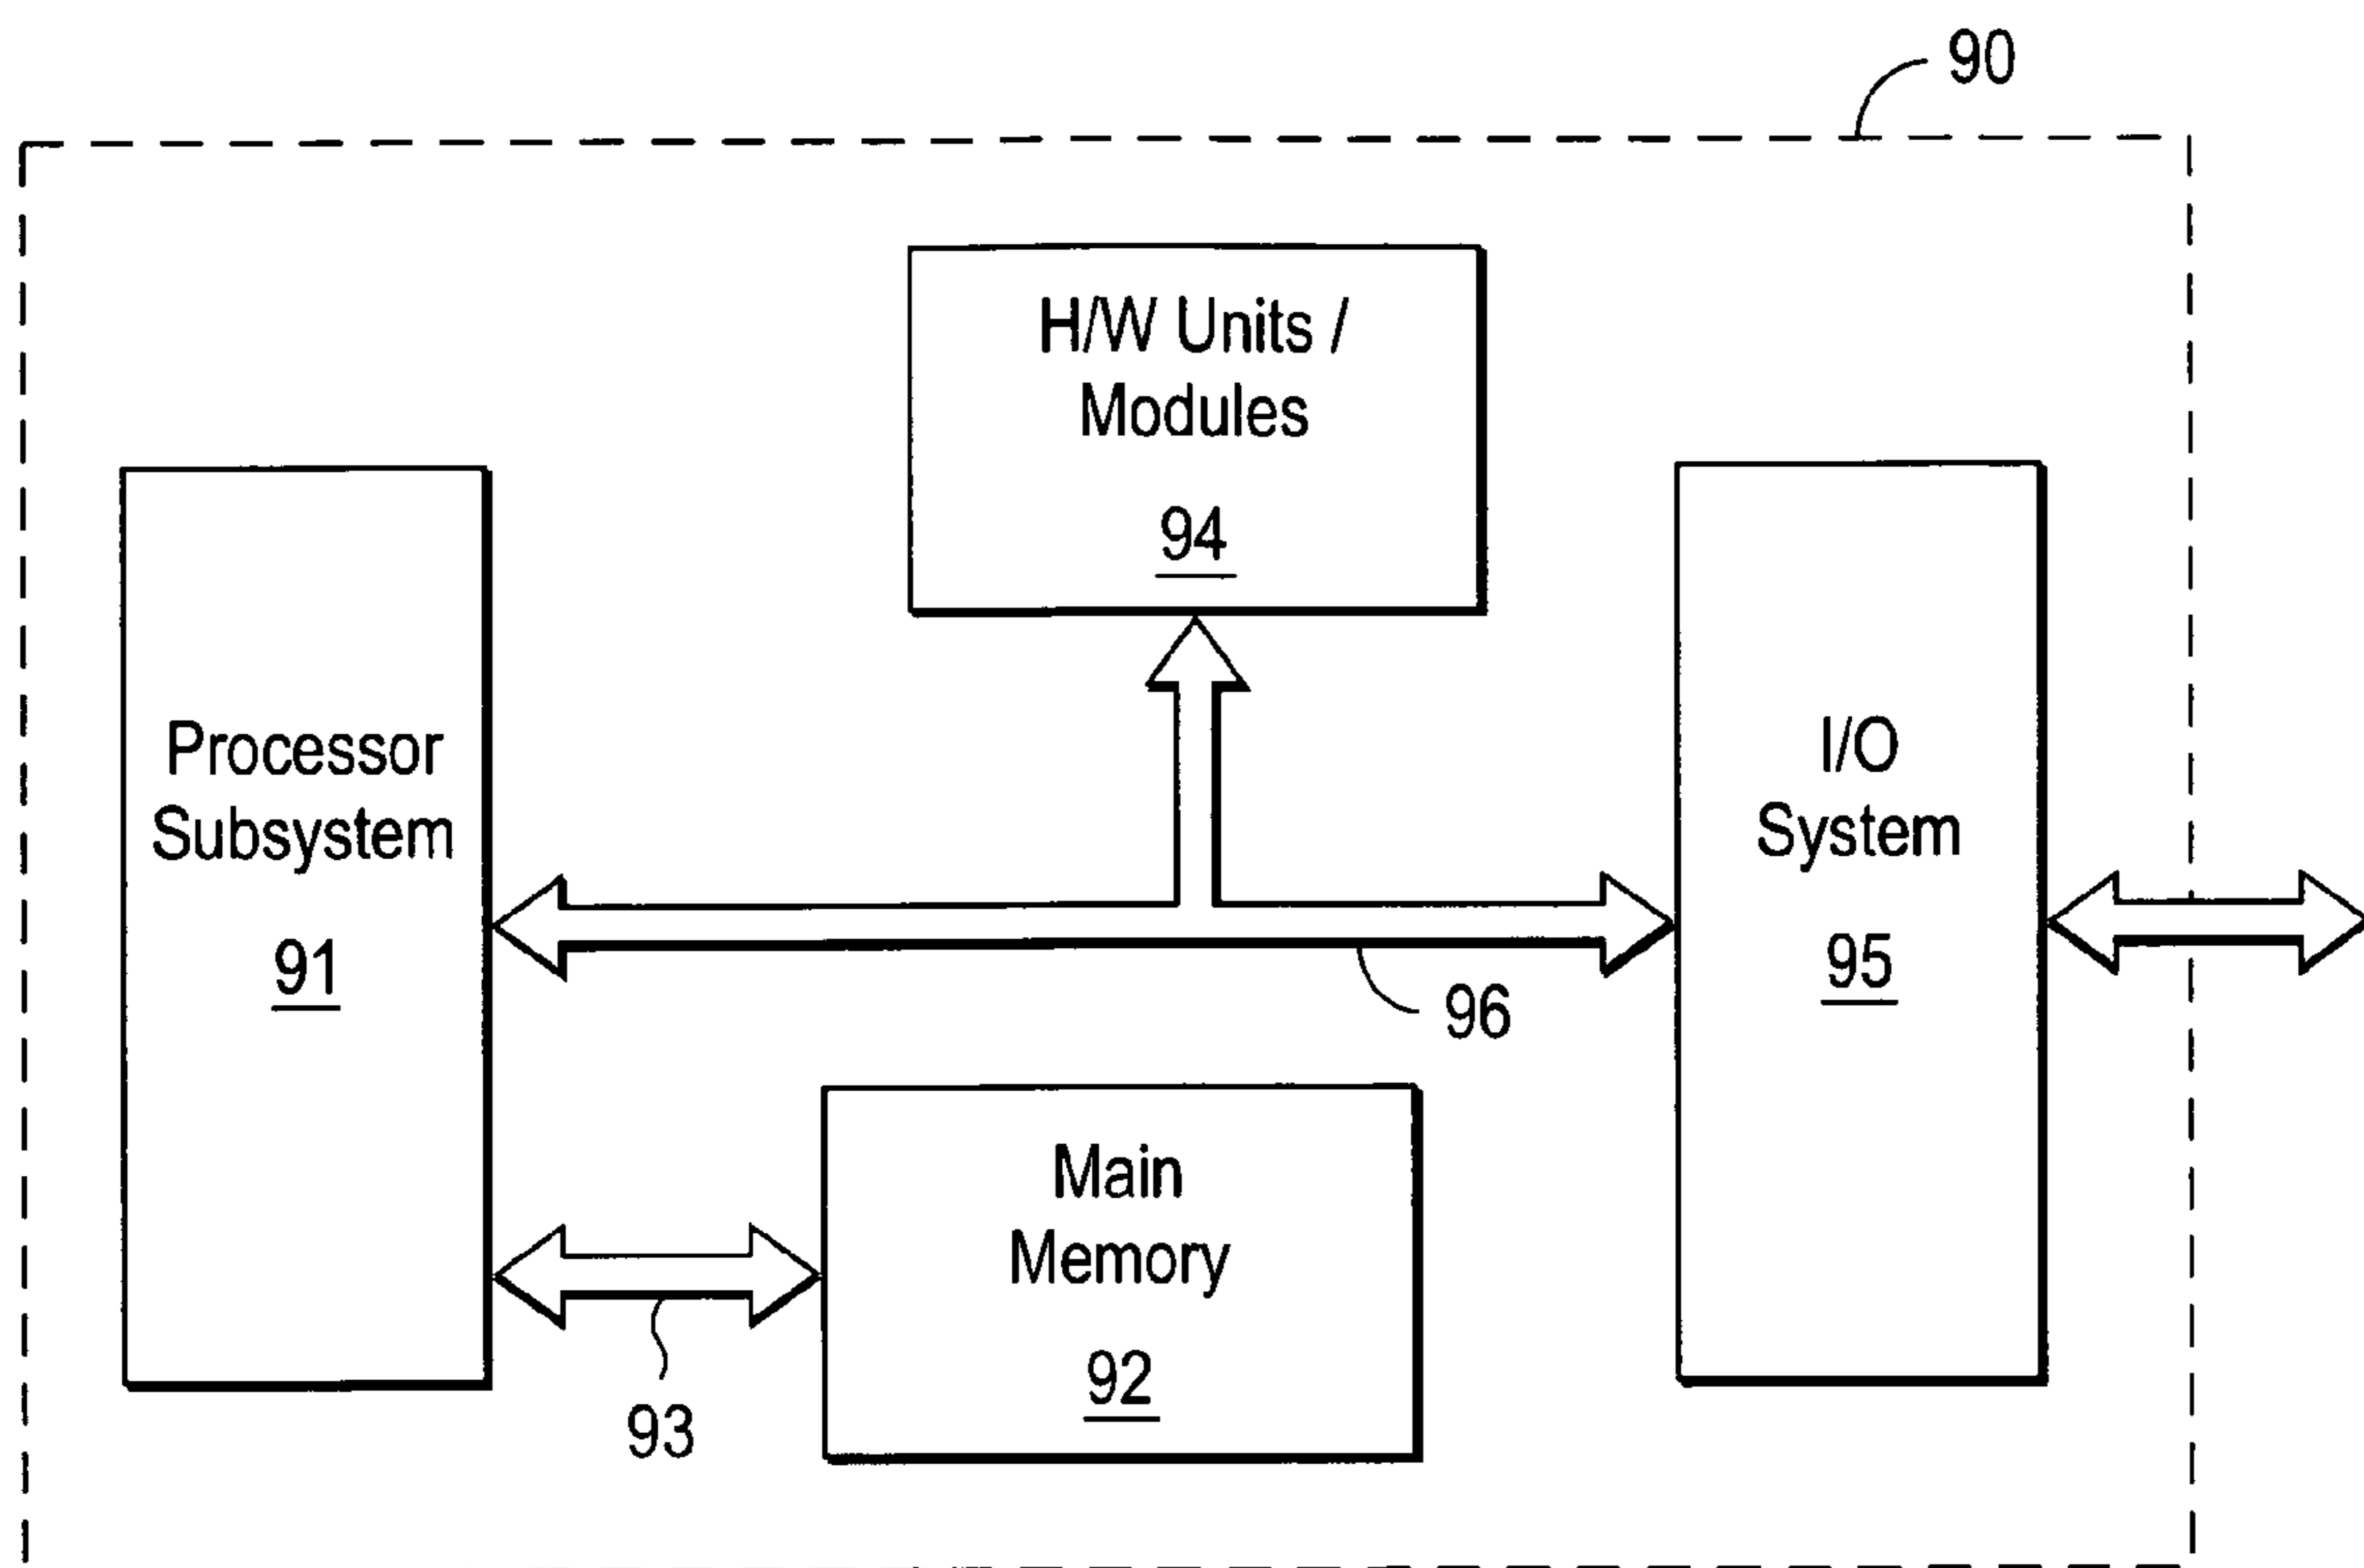 90
H/W Units /
Modules
94
Processor
Subsystem
91
I/O
System
95
96
Main
Memory
92
93